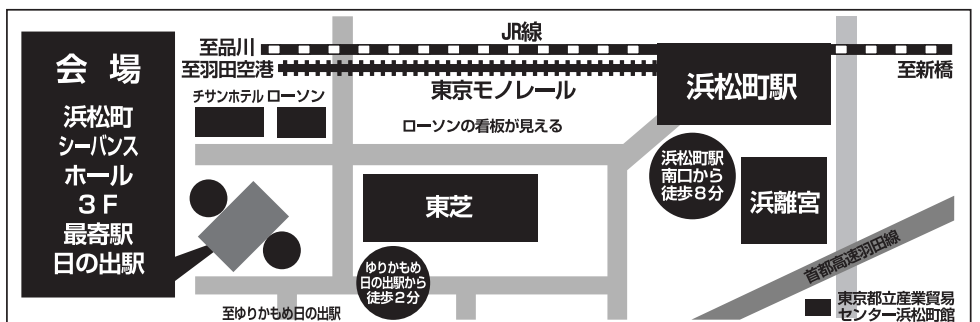 会場
浜松町
シーバンス
ホール
３Ｆ
最寄駅
日の出駅
至品川
至羽田空港
JR線
東京モノレール
至新橋
浜松町駅
チサンホテル
ローソン
ローソンの看板が見える
浜松町駅
南口から
徒歩８分
浜離宮
東芝
ゆりかもめ
日の出駅から
徒歩２分
至ゆりかもめ日の出駅
首都高速羽田線
東京都立産業貿易
センター浜松町館